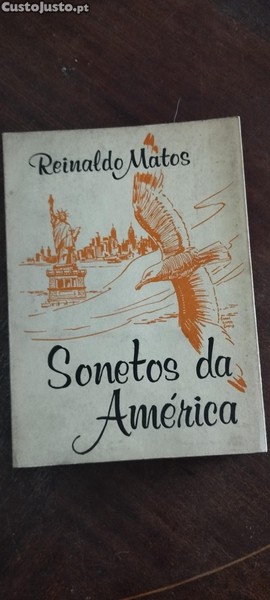 CustoJusto.pt
Reinaldo Matos
Sonetos da
América